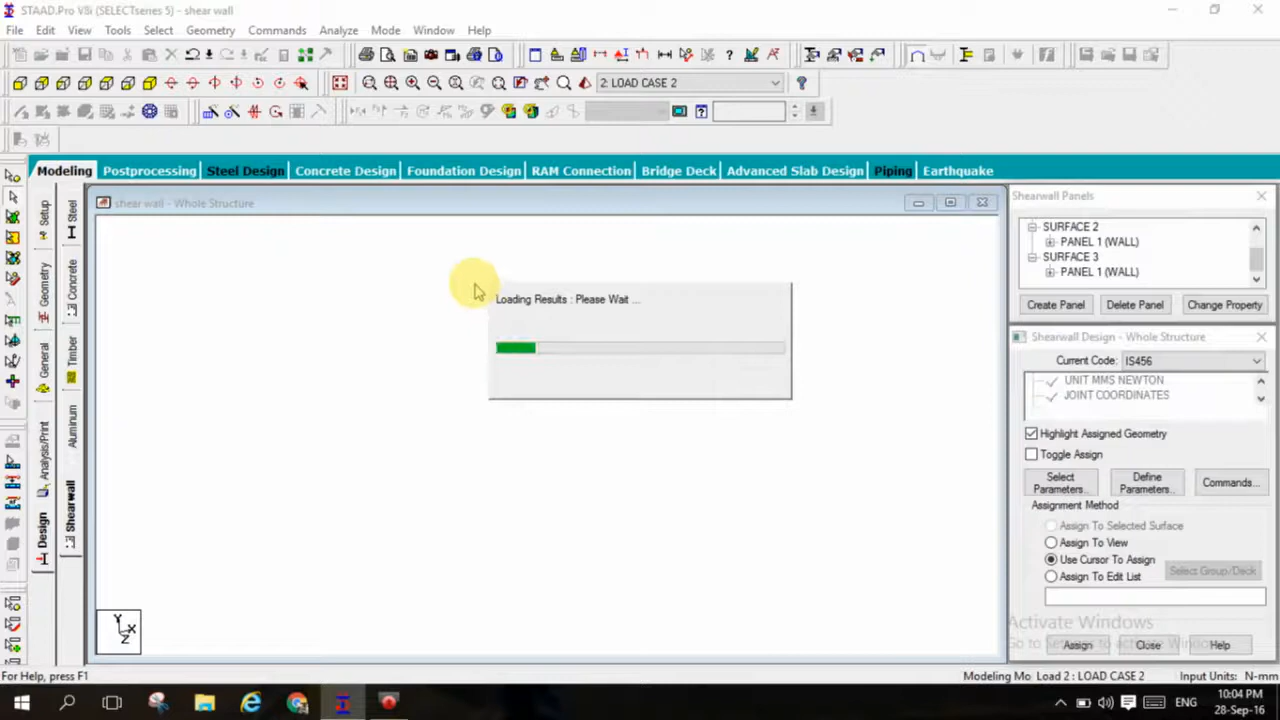 STAAD.Pro V8i (SELECTseries 5) - shear wall
File Edit View Tools Select Geometry Commands Analyze Mode Window Help
2: LOAD CASE 2
Modeling Postprocessing Steel Design Concrete Design Foundation Design RAM Connection Bridge Deck Advanced Slab Design Piping Earthquake
Setup
Geometry
General
Analysis/Print
Design
Steel
Concrete
Timber
Aluminum
Shearwall
shear wall - Whole Structure
Loading Results : Please Wait ...
Y
X
Z
Shearwall Panels
SURFACE 2
PANEL 1 (WALL)
SURFACE 3
PANEL 1 (WALL)
Create Panel Delete Panel Change Property
Shearwall Design - Whole Structure
Current Code: IS456
UNIT MMS NEWTON
JOINT COORDINATES
Highlight Assigned Geometry
Toggle Assign
Select Parameters... Define Parameters... Commands...
Assignment Method
Assign To Selected Surface
Assign To View
Use Cursor To Assign
Assign To Edit List
Select Group/Deck
Activate Windows
Go to Settings to activate Windows.
Assign Close Help
For Help, press F1
Modeling Mo Load 2 : LOAD CASE 2 Input Units: N-mm
ENG
10:04 PM
28-Sep-16